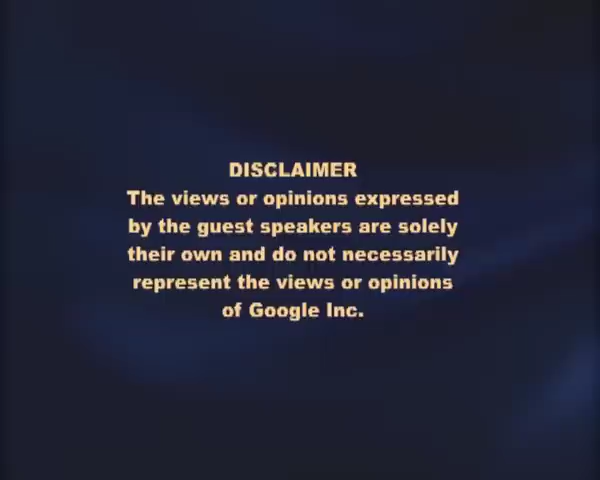 DISCLAIMER
The views or opinions expressed
by the guest speakers are solely
their own and do not necessarily
represent the views or opinions
of Google Inc.